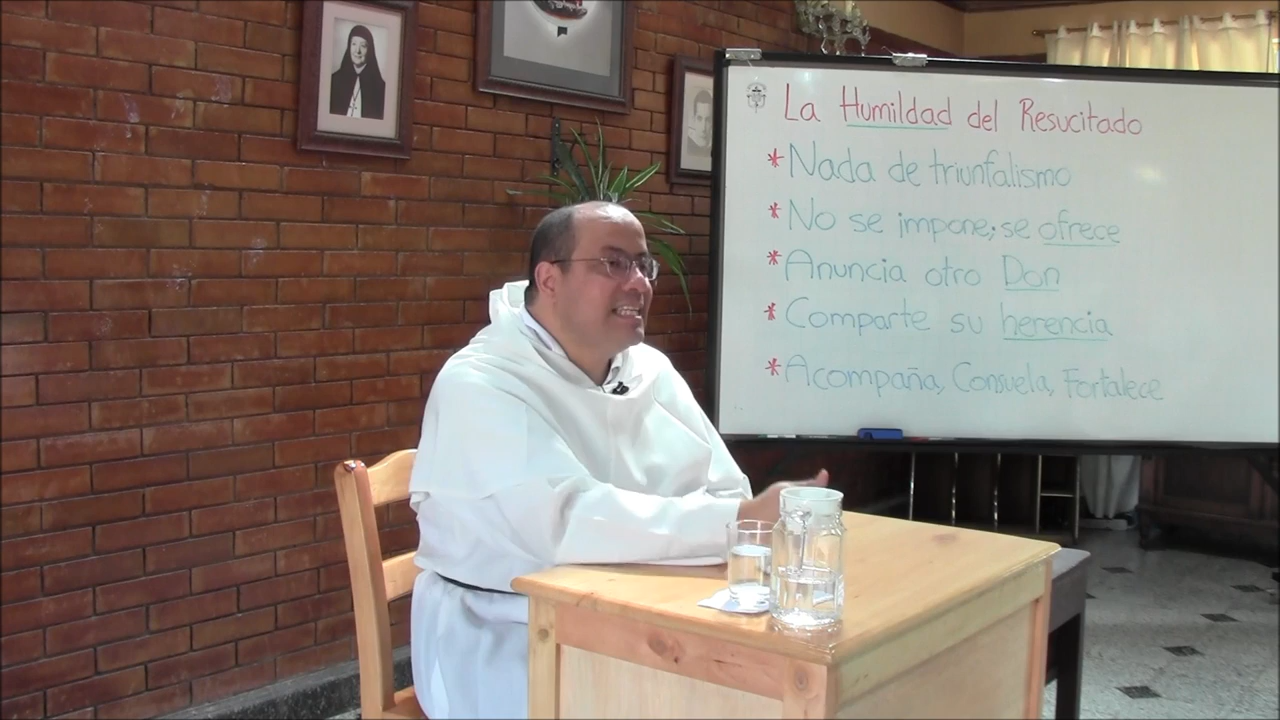 La Humildad del Resucitado
* Nada de triunfalismo
* No se impone; se ofrece
* Anuncia otro Don
* Comparte su herencia
* Acompaña, Consuela, Fortalece